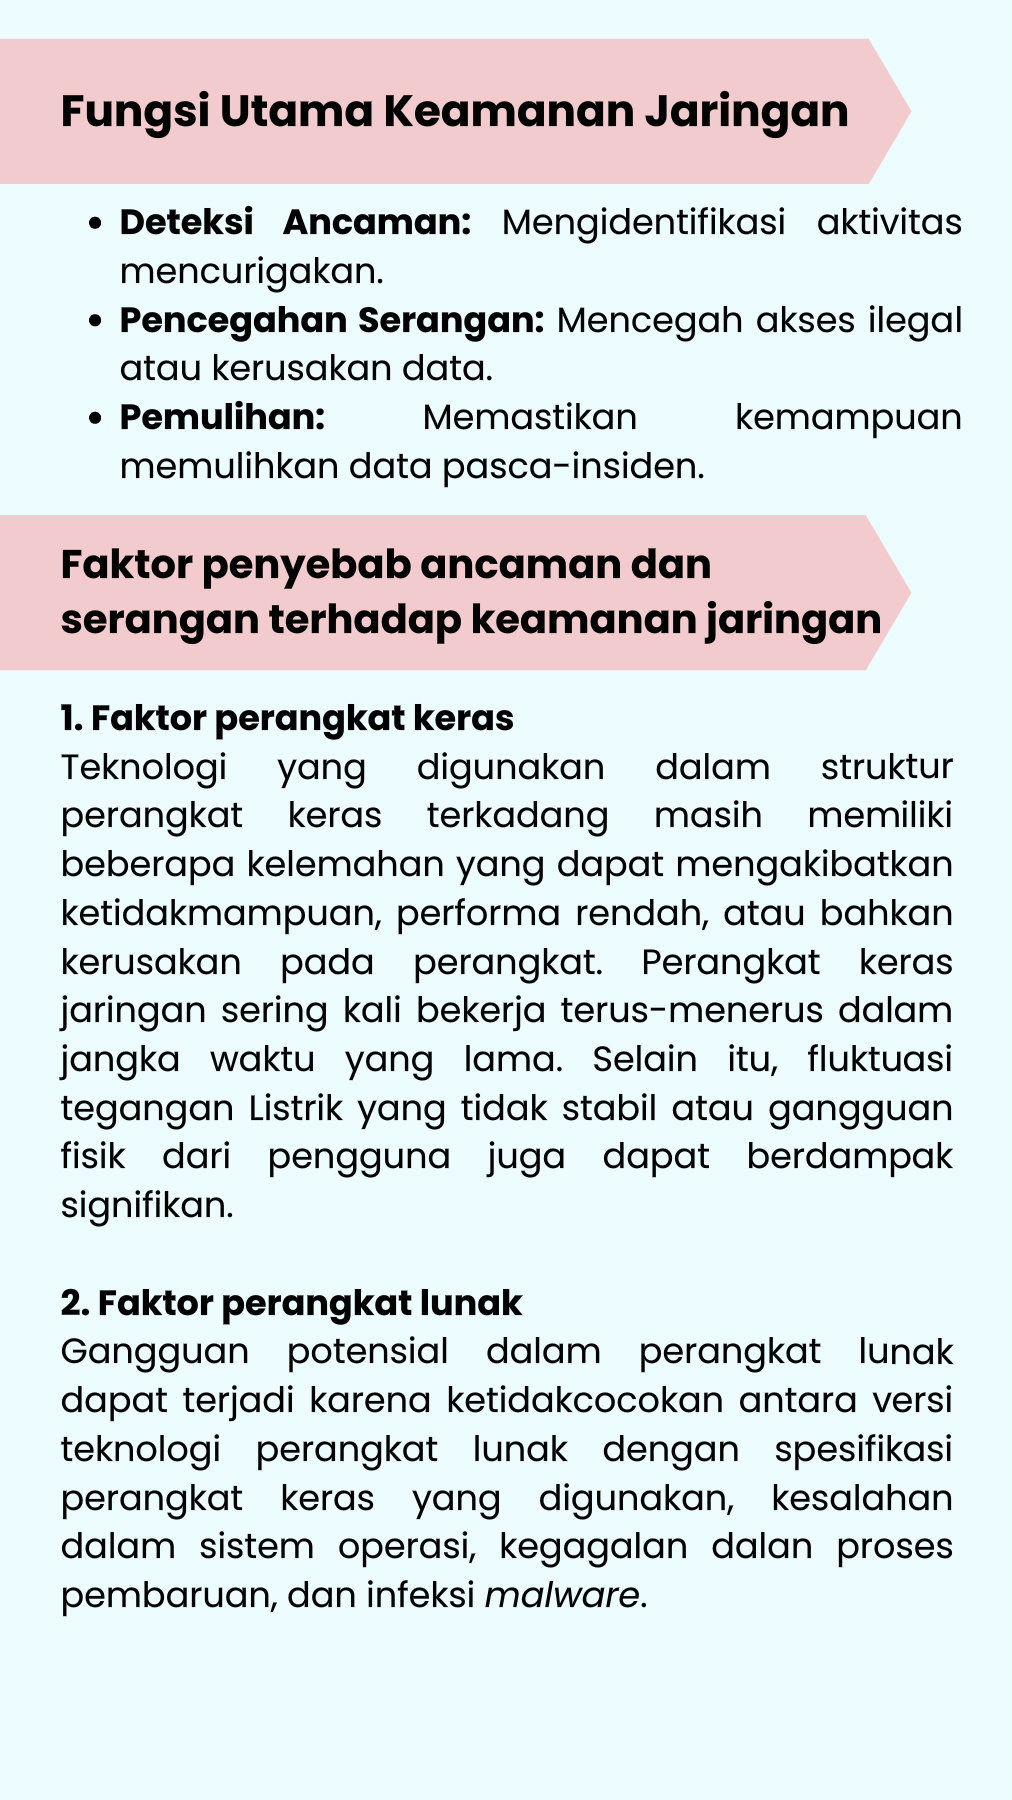 Fungsi Utama Keamanan Jaringan
• Deteksi Ancaman: Mengidentifikasi aktivitas
mencurigakan.
• Pencegahan Serangan: Mencegah akses ilegal
atau kerusakan data.
• Pemulihan: Memastikan kemampuan
memulihkan data pasca-insiden.
Faktor penyebab ancaman dan
serangan terhadap keamanan jaringan
1. Faktor perangkat keras
Teknologi yang digunakan dalam struktur
perangkat keras terkadang masih memiliki
beberapa kelemahan yang dapat mengakibatkan
ketidakmampuan, performa rendah, atau bahkan
kerusakan pada perangkat. Perangkat keras
jaringan sering kali bekerja terus-menerus dalam
jangka waktu yang lama. Selain itu, fluktuasi
tegangan Listrik yang tidak stabil atau gangguan
fisik dari pengguna juga dapat berdampak
signifikan.
2. Faktor perangkat lunak
Gangguan potensial dalam perangkat lunak
dapat terjadi karena ketidakcocokan antara versi
teknologi perangkat lunak dengan spesifikasi
perangkat keras yang digunakan, kesalahan
dalam sistem operasi, kegagalan dalan proses
pembaruan, dan infeksi malware.